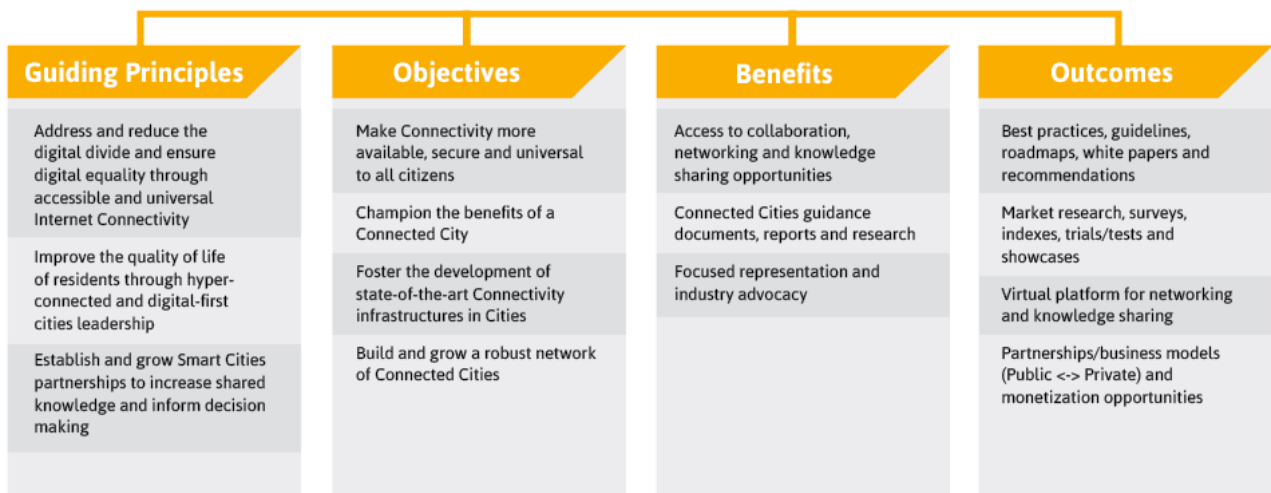 Guiding Principles
Address and reduce the
digital divide and ensure
digital equality through
accessible and universal
Internet Connectivity
Improve the quality of life
of residents through hyper-
connected and digital-first
cities leadership
Establish and grow Smart Cities
partnerships to increase shared
knowledge and inform decision
making
Objectives
Make Connectivity more
available, secure and universal
to all citizens
Champion the benefits of a
Connected City
Foster the development of
state-of-the-art Connectivity
infrastructures in Cities
Build and grow a robust network
of Connected Cities
Benefits
Access to collaboration,
networking and knowledge
sharing opportunities
Connected Cities guidance
documents, reports and research
Focused representation and
industry advocacy
Outcomes
Best practices, guidelines,
roadmaps, white papers and
recommendations
Market research, surveys,
indexes, trials/tests and
showcases
Virtual platform for networking
and knowledge sharing
Partnerships/business models
(Public <-> Private) and
monetization opportunities